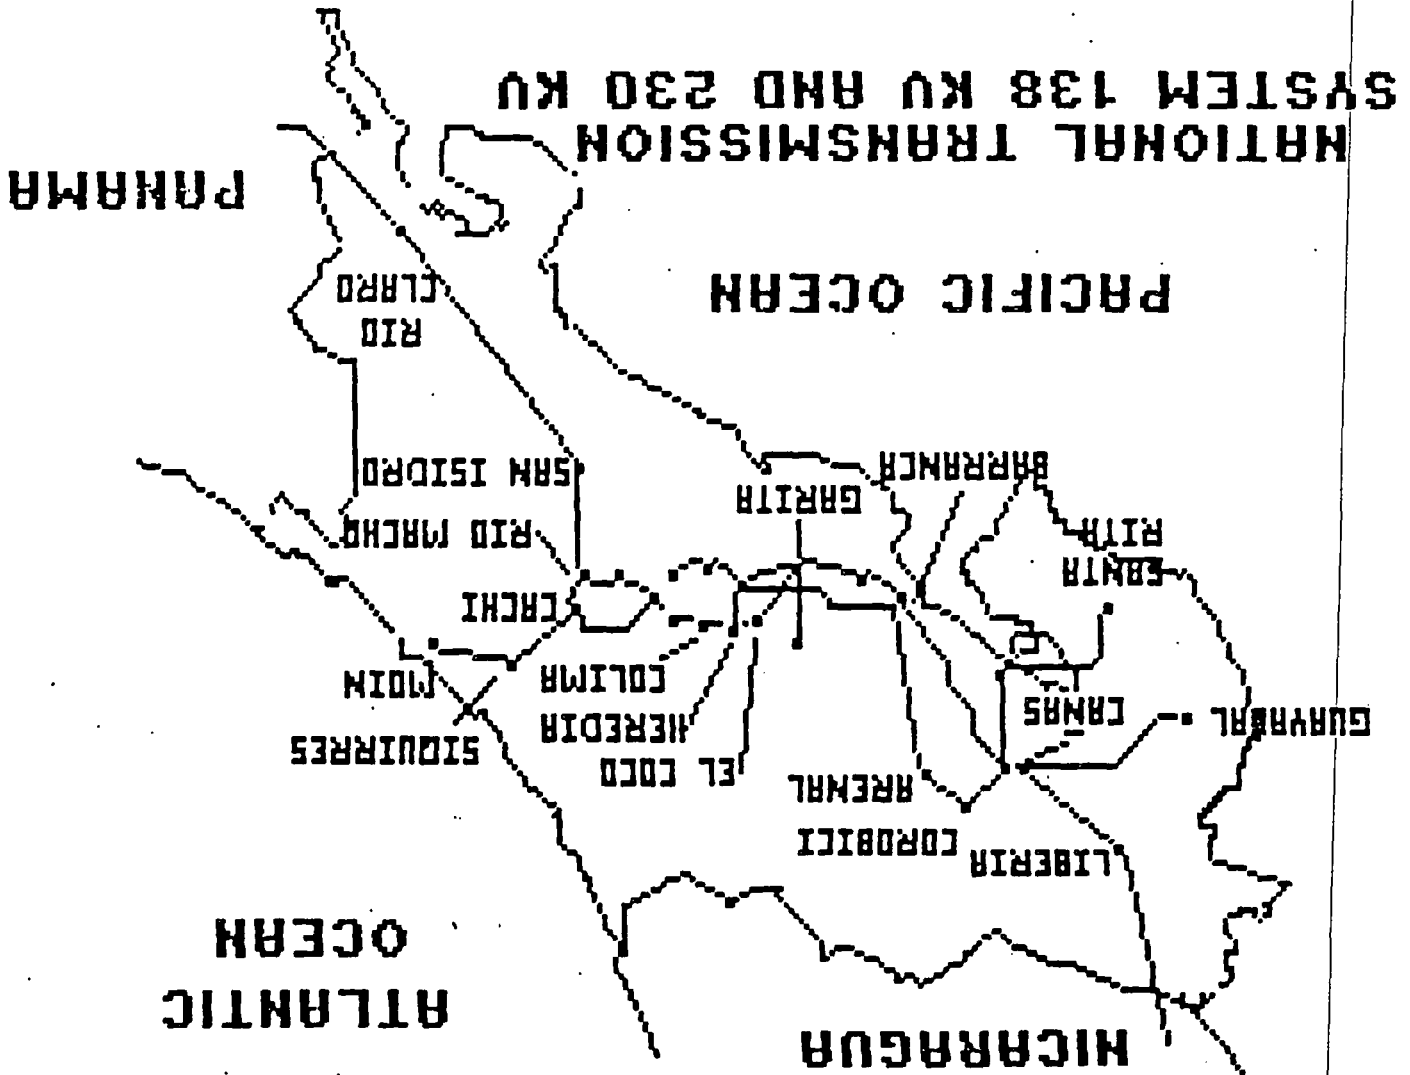 NICARAGUA
ATLANTIC
OCEAN
LIBERIA
COROBICI
ARENAL
EL COCO
SIQUIRRES
GUAYABAL
CANAS
HEREDIA
COLIMA
MOIN
CACHI
SANTA
RITA
RIO MACHO
GARITA
BARRANCA
SAN ISIDRO
RIO
CLARO
PACIFIC OCEAN
PANAMA
NATIONAL TRANSMISSION
SYSTEM 138 KV AND 230 KV